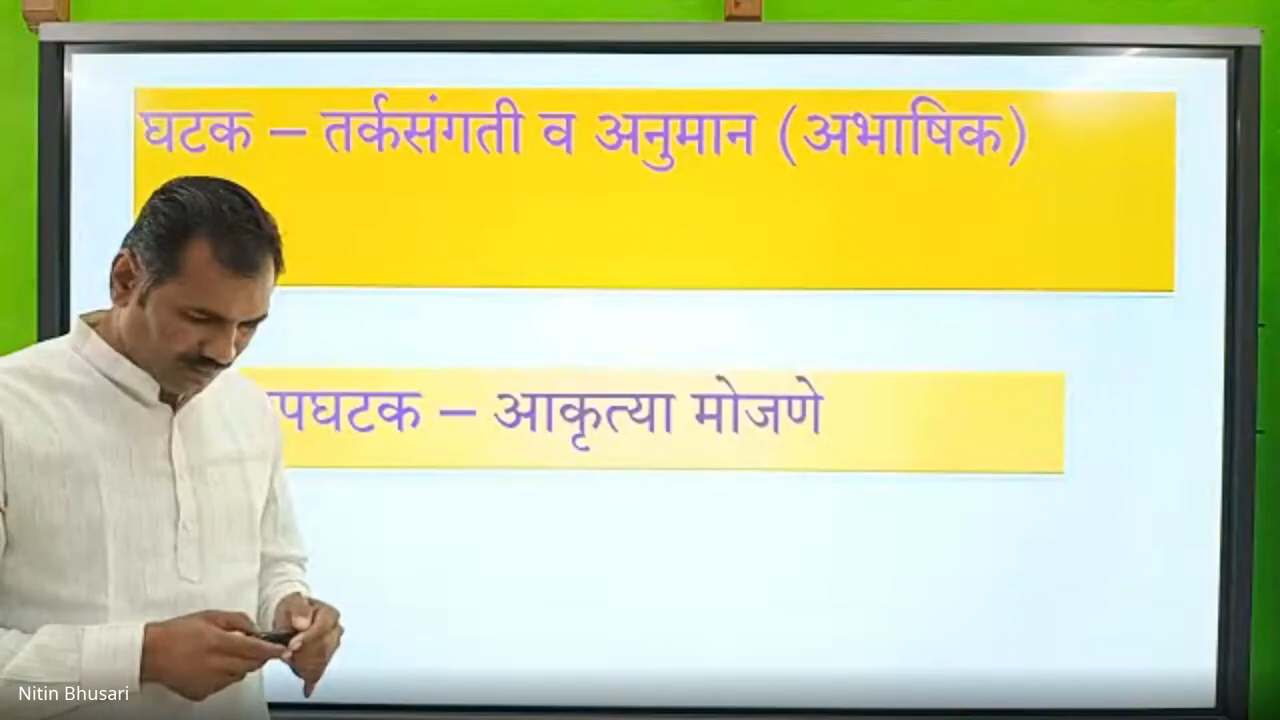 घटक – तर्कसंगती व अनुमान (अभाषिक)
पघटक – आकृत्या मोजणे
Nitin Bhusari